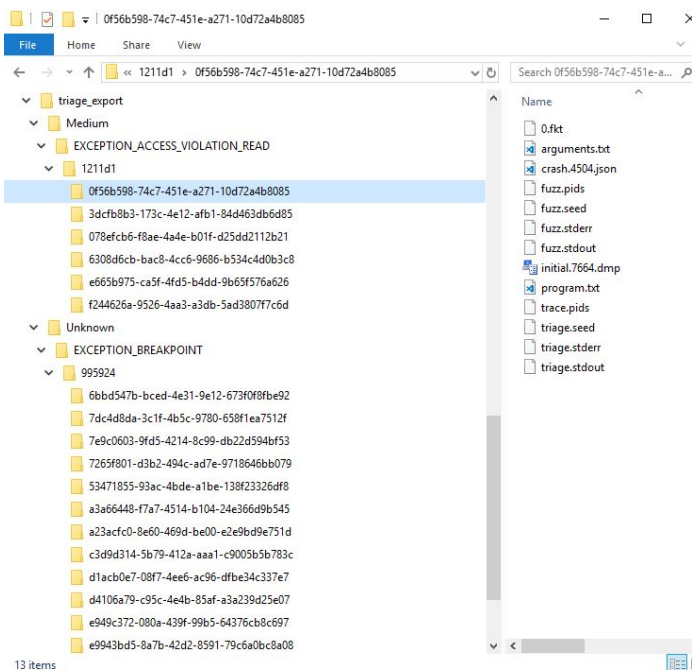 0f56b598-74c7-451e-a271-10d72a4b8085
File Home Share View
« 1211d1 > 0f56b598-74c7-451e-a271-10d72a4b8085
Search 0f56b598-74c7-451e-a...
triage_export
Medium
EXCEPTION_ACCESS_VIOLATION_READ
1211d1
0f56b598-74c7-451e-a271-10d72a4b8085
3dcfb8b3-173c-4e12-afb1-84d463db6d85
078efcb6-f8ae-4a4e-b01f-d25dd2112b21
6308d6cb-bac8-4cc6-9686-b534c4d0b3c8
e665b975-ca5f-4fd5-b4dd-9b65f576a626
f244626a-9526-4aa3-a3db-5ad3807f7c6d
Unknown
EXCEPTION_BREAKPOINT
995924
6bbd547b-bced-4e31-9e12-673f0f8fbe92
7dc4d8da-3c1f-4b5c-9780-658f1ea7512f
7e9c0603-9fd5-4214-8c99-db22d594bf53
7265f801-d3b2-494c-ad7e-9718646bb079
53471855-93ac-4bde-a1be-138f23326df8
a3a66448-f7a7-4514-b104-24e366d9b545
a23acfc0-8e60-469d-be00-e2e9bd9e751d
c3d9d314-5b79-412a-aaa1-c9005b5b783c
d1acb0e7-08f7-4ee6-ac96-dfbe34c337e7
d4106a79-c95c-4e4b-85af-a3a239d25e07
e949c372-080a-439f-99b5-64376cb8c697
e9943bd5-8a7b-42d2-8591-79c6a0bc8a08
Name
0.fkt
arguments.txt
crash.4504.json
fuzz.pids
fuzz.seed
fuzz.stderr
fuzz.stdout
initial.7664.dmp
program.txt
trace.pids
triage.seed
triage.stderr
triage.stdout
13 items